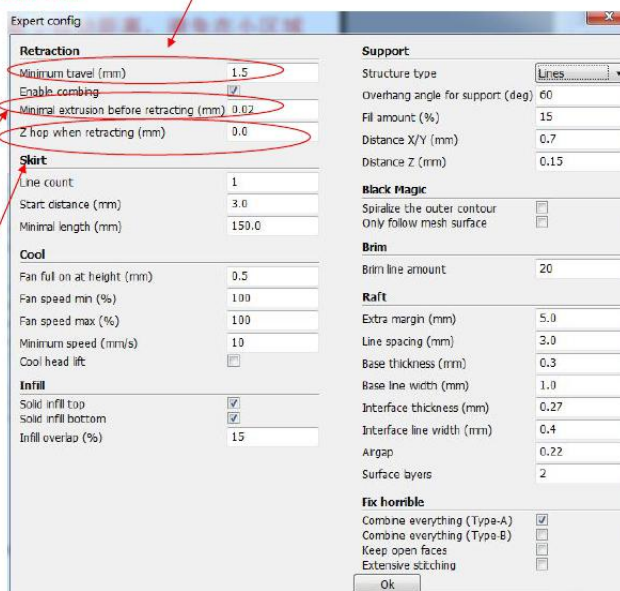 Expert config
Retraction
Minimum travel (mm) 1.5
Enable combing
Minimal extrusion before retracting (mm) 0.02
Z hop when retracting (mm) 0.0
Skirt
Line count 1
Start distance (mm) 3.0
Minimal length (mm) 150.0
Cool
Fan full on at height (mm) 0.5
Fan speed min (%) 100
Fan speed max (%) 100
Minimum speed (mm/s) 10
Cool head lift
Infill
Solid infill top
Solid infill bottom
Infill overlap (%) 15
Support
Structure type Lines
Overhang angle for support (deg) 60
Fill amount (%) 15
Distance X/Y (mm) 0.7
Distance Z (mm) 0.15
Black Magic
Spiralize the outer contour
Only follow mesh surface
Brim
Brim line amount 20
Raft
Extra margin (mm) 5.0
Line spacing (mm) 3.0
Base thickness (mm) 0.3
Base line width (mm) 1.0
Interface thickness (mm) 0.27
Interface line width (mm) 0.4
Airgap 0.22
Surface layers 2
Fix horrible
Combine everything (Type-A)
Combine everything (Type-B)
Keep open faces
Extensive stitching
Ok